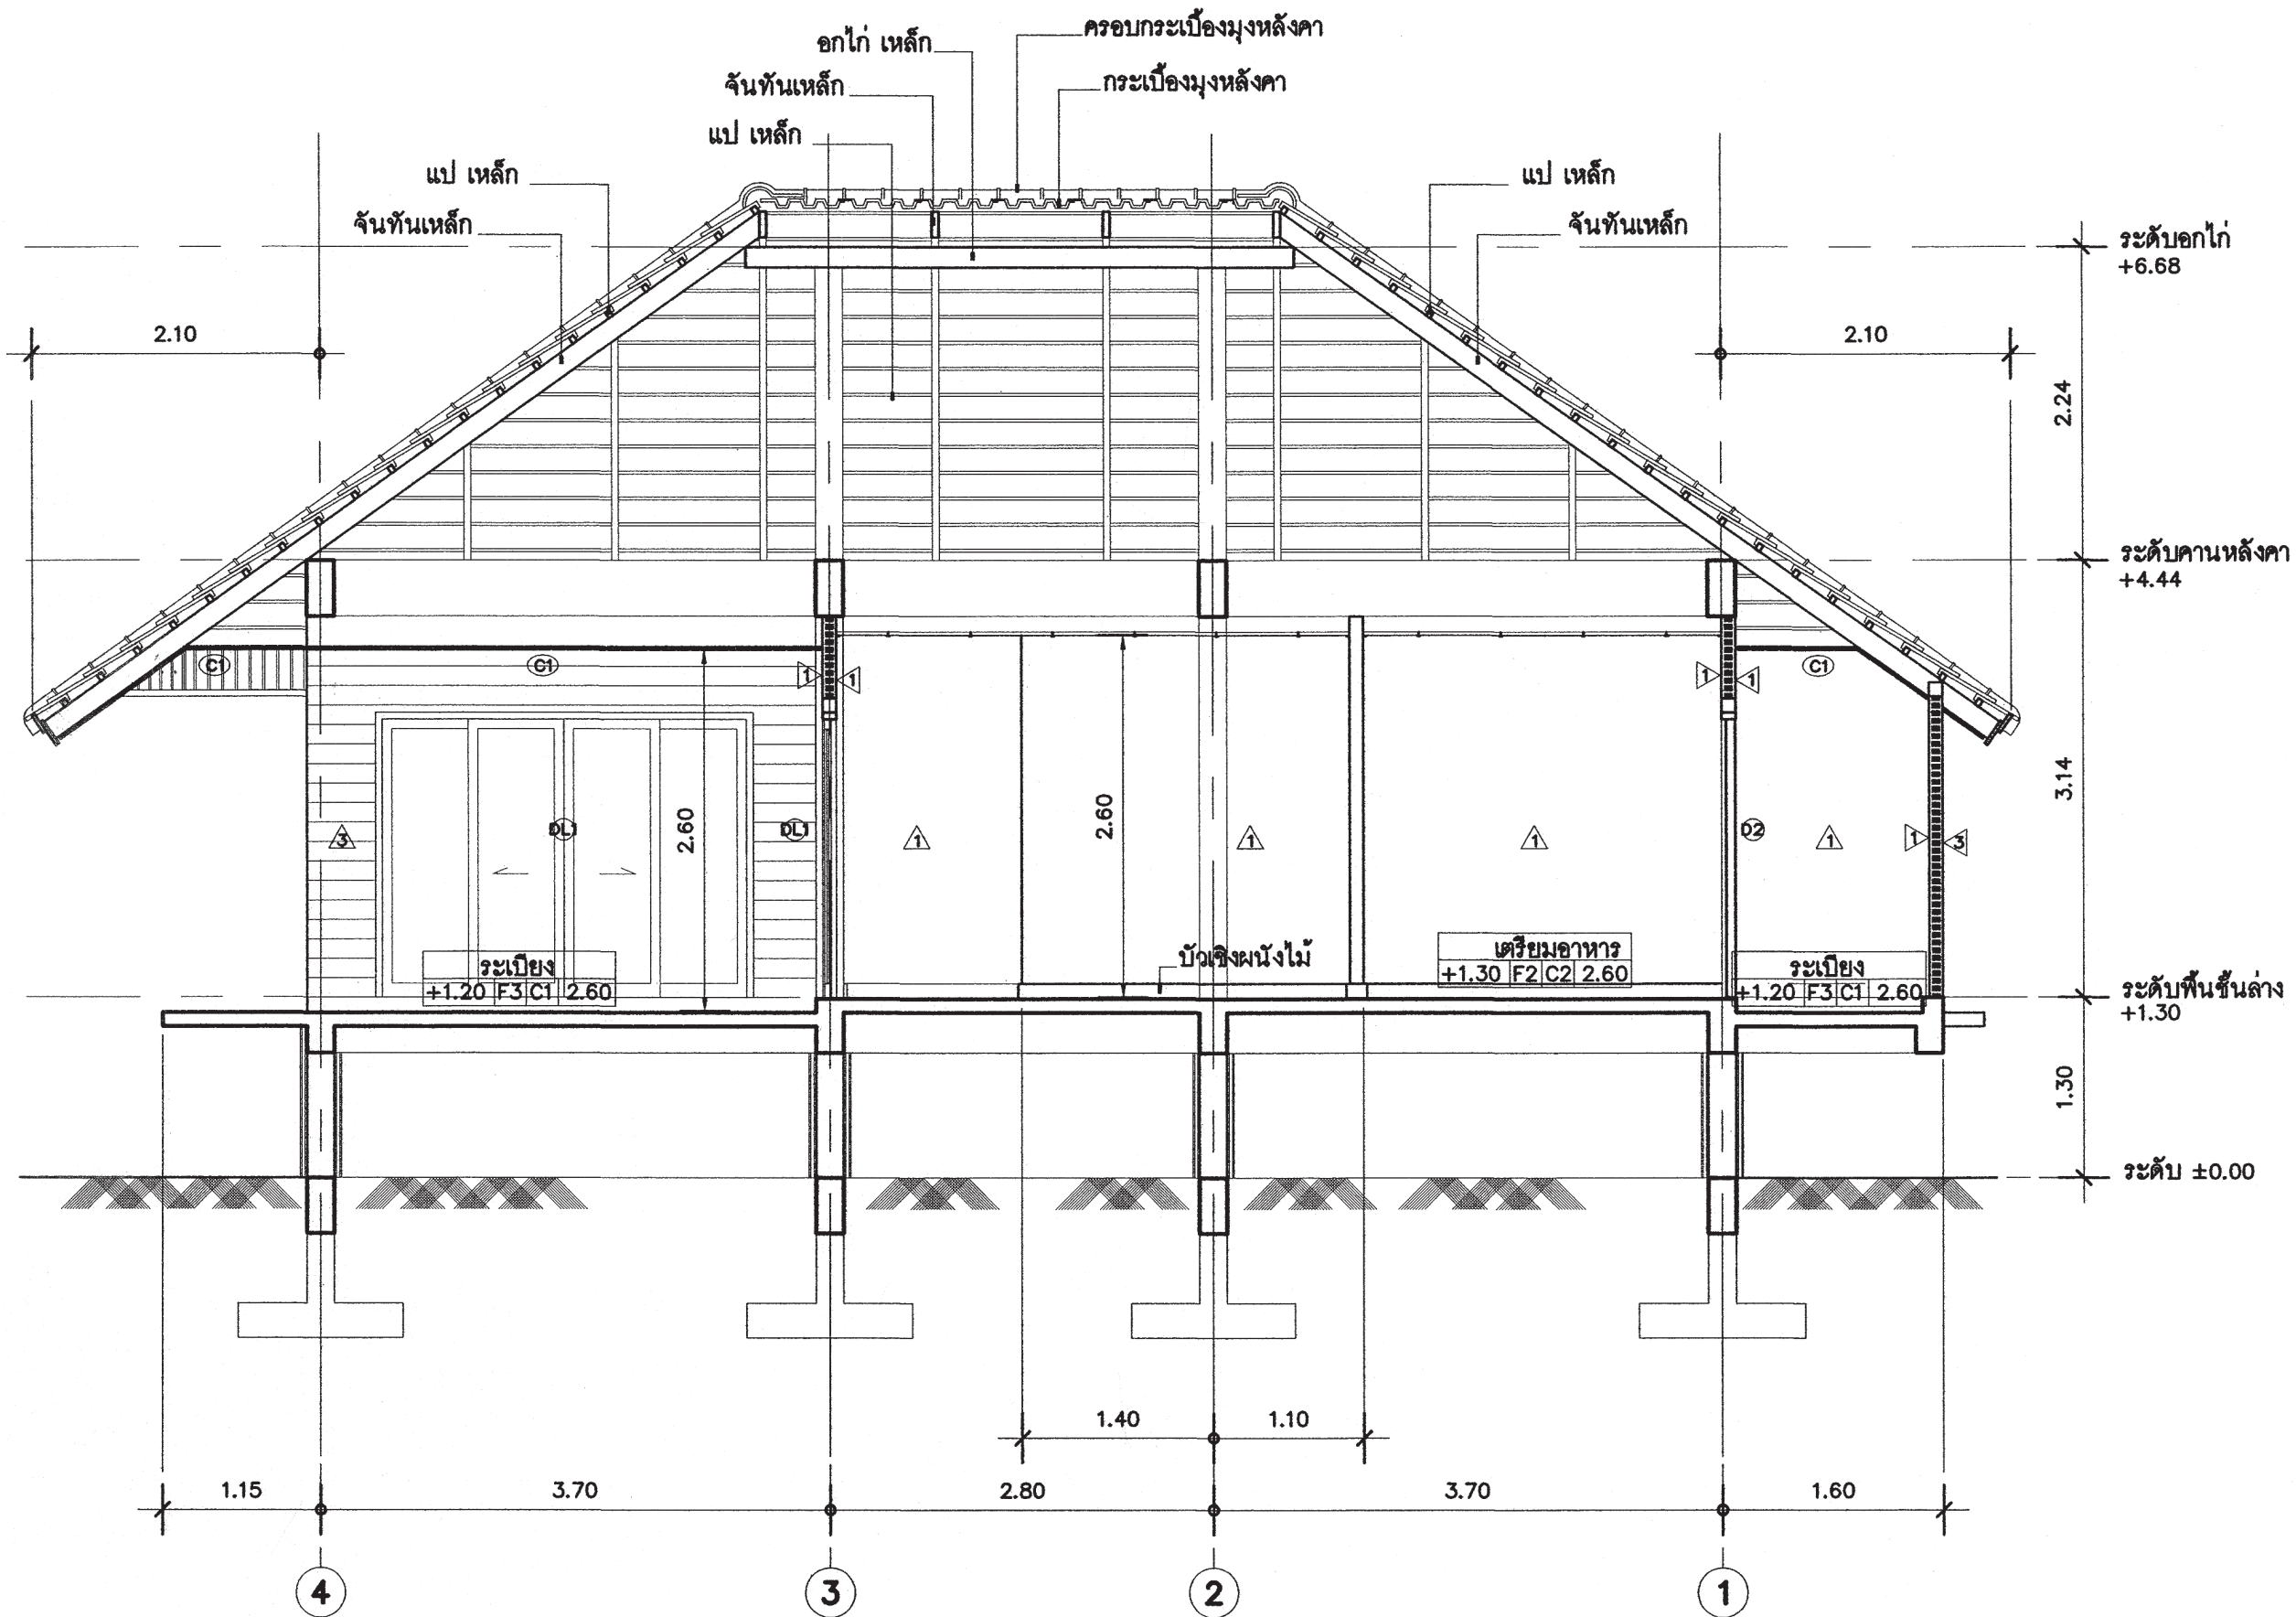 ครอบกระเบื้องมุงหลังคา
อกไก่ เหล็ก
กระเบื้องมุงหลังคา
จันทันเหล็ก
แป เหล็ก
แป เหล็ก
แป เหล็ก
จันทันเหล็ก
จันทันเหล็ก
ระดับอกไก่
+6.68
2.10
2.10
2.24
ระดับคานหลังคา
+4.44
C1
C1
C1
1
1
1
1
3.14
2.60
2.60
3
DL1
DL1
1
1
1
D2
1
1
3
ระเบียง
+1.20 F3 C1 2.60
บัวเชิงผนังไม้
เตรียมอาหาร
+1.30 F2 C2 2.60
ระเบียง
+1.20 F3 C1 2.60
ระดับพื้นชั้นล่าง
+1.30
1.30
ระดับ ±0.00
1.40
1.10
1.15
3.70
2.80
3.70
1.60
4
3
2
1